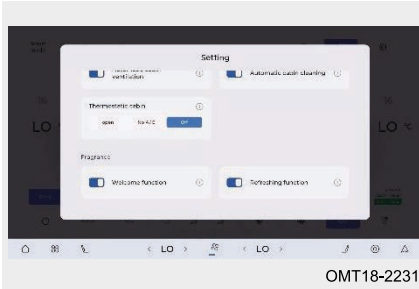 Setting
ventilation
Automatic cabin cleaning
Thermostatic cabin
open
No A/C
Off
Fragrance
Welcome function
Refreshing function
LO
°C
LO
LO
LO
OMT18-2231